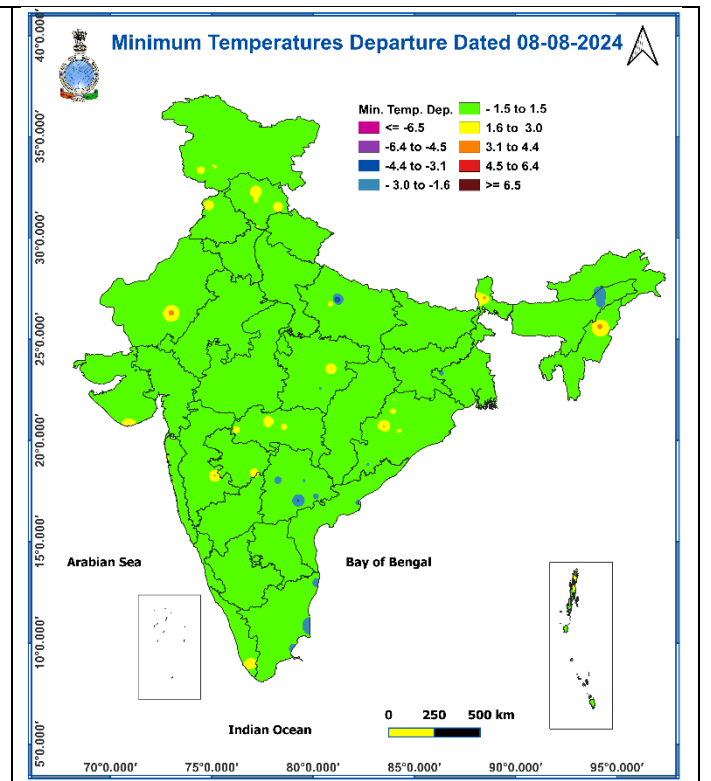 Minimum Temperatures Departure Dated 08-08-2024
Min. Temp. Dep.
<= -6.5
-6.4 to -4.5
-4.4 to -3.1
- 3.0 to -1.6
- 1.5 to 1.5
1.6 to 3.0
3.1 to 4.4
4.5 to 6.4
>= 6.5
40°0.000'
35°0.000'
30°0.000'
25°0.000'
20°0.000'
15°0.000'
10°0.000'
5°0.000'
Arabian Sea
Bay of Bengal
Indian Ocean
0 250 500 km
70°0.000' 75°0.000' 80°0.000' 85°0.000' 90°0.000' 95°0.000'